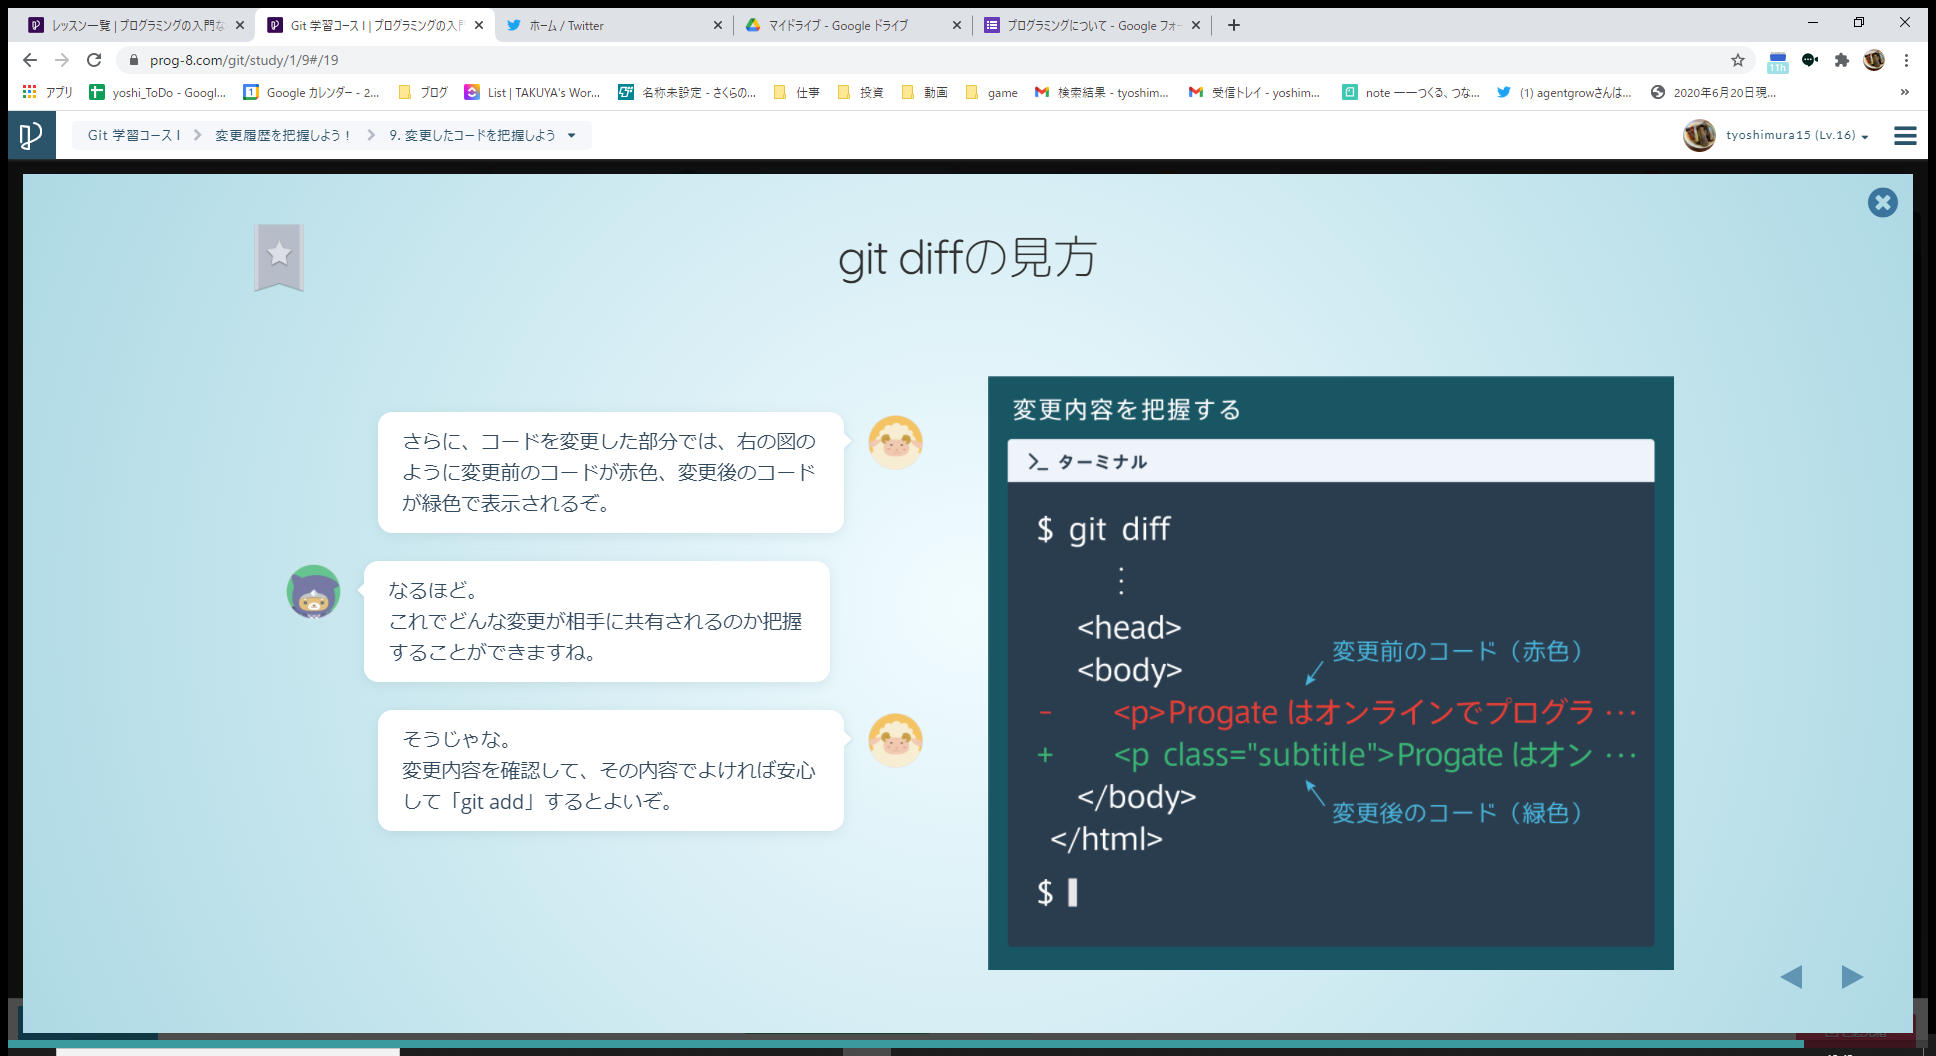 レッスン一覧 | プログラミングの入門な
Git 学習コース I | プログラミングの入門
ホーム / Twitter
マイドライブ - Google ドライブ
プログラミングについて - Google フォー
prog-8.com/git/study/1/9#/19
11h
アプリ
yoshi_ToDo - Googl...
Google カレンダー - 2...
ブログ
List | TAKUYA's Wor...
名称未設定 - さくらの...
仕事
投資
動画
game
検索結果 - tyoshim...
受信トレイ - yoshim...
note ーーつくる、つな...
(1) agentgrowさんは...
2020年6月20日現...
»
Git 学習コース I
変更履歴を把握しよう！
9. 変更したコードを把握しよう
tyoshimura15 (Lv.16)
git diffの見方
さらに、コードを変更した部分では、右の図の
ように変更前のコードが赤色、変更後のコード
が緑色で表示されるぞ。
なるほど。
これでどんな変更が相手に共有されるのか把握
することができますね。
そうじゃな。
変更内容を確認して、その内容でよければ安心
して「git add」するとよいぞ。
変更内容を把握する
>_ ターミナル
$ git diff
⋮
<head>
<body>
変更前のコード（赤色）
- <p>Progate はオンラインでプログラ ···
+ <p class="subtitle">Progate はオン ···
</body>
変更後のコード（緑色）
</html>
$